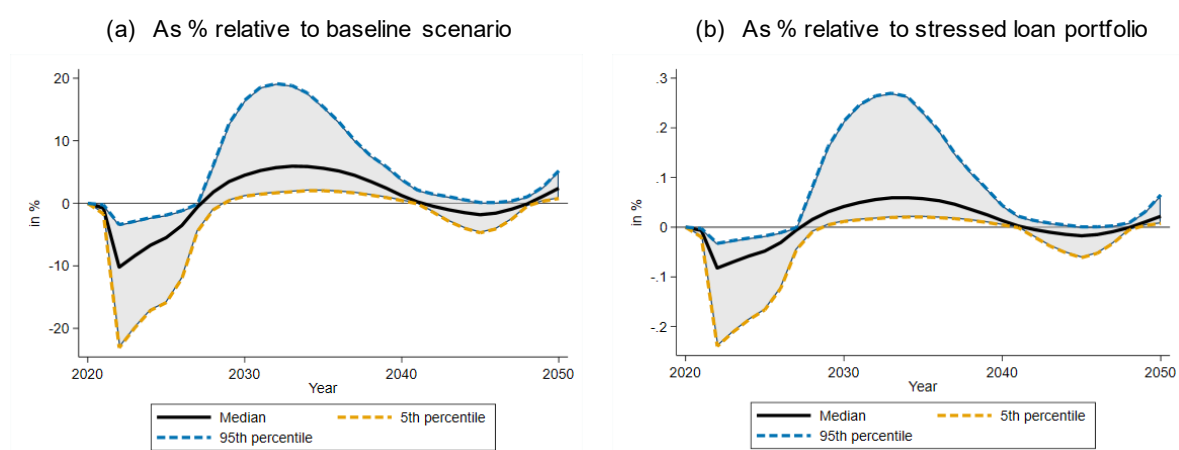 (a) As % relative to baseline scenario
20
10
0
-10
-20
in %
2020
2030
2040
2050
Year
Median
5th percentile
95th percentile
(b) As % relative to stressed loan portfolio
.3
.2
.1
0
-.1
-.2
in %
2020
2030
2040
2050
Year
Median
5th percentile
95th percentile